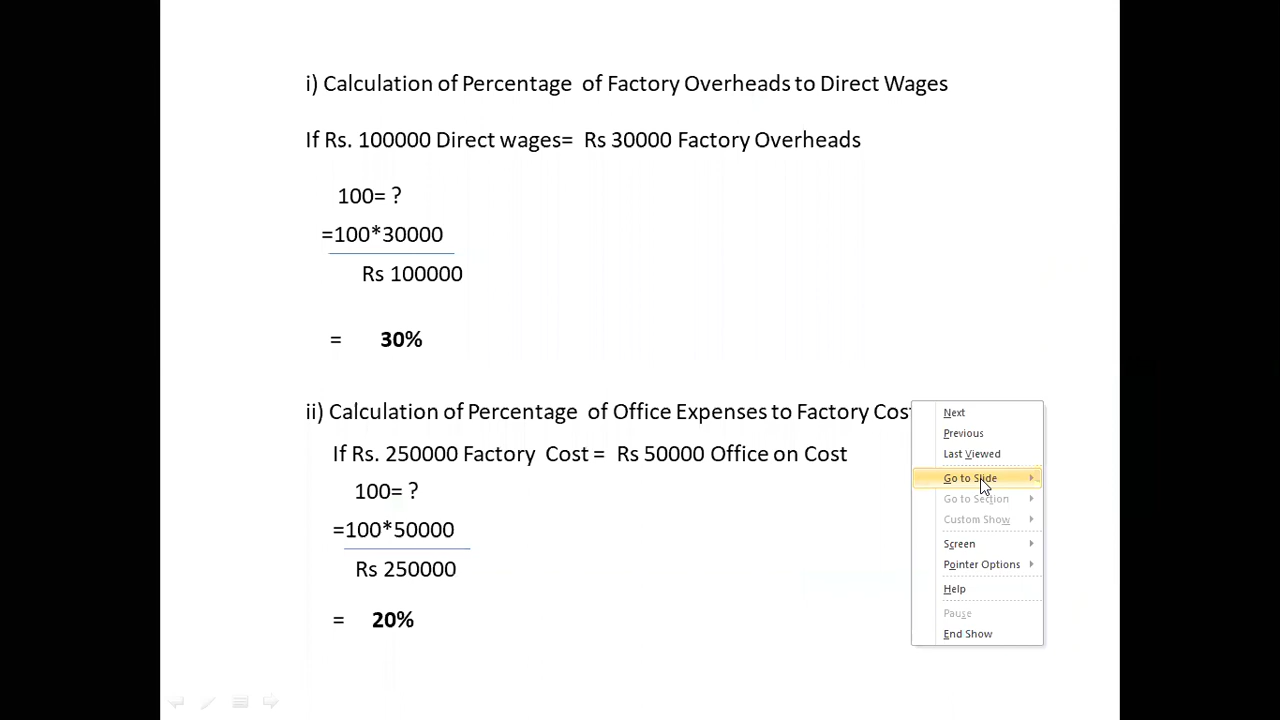 i) Calculation of Percentage of Factory Overheads to Direct Wages
If Rs. 100000 Direct wages= Rs 30000 Factory Overheads
100= ?
=100*30000
Rs 100000
= 30%
ii) Calculation of Percentage of Office Expenses to Factory Cost
If Rs. 250000 Factory Cost = Rs 50000 Office on Cost
100= ?
=100*50000
Rs 250000
= 20%
Next
Previous
Last Viewed
Go to Slide
Go to Section
Custom Show
Screen
Pointer Options
Help
Pause
End Show